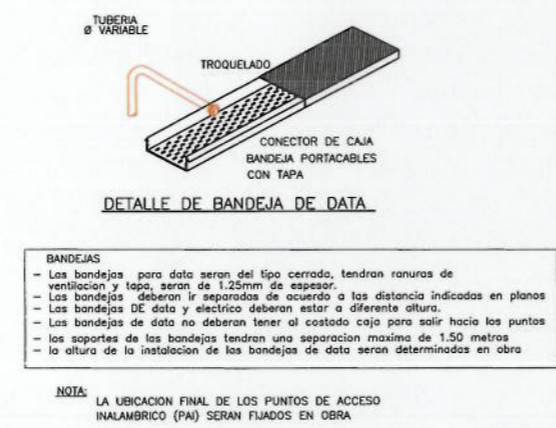 TUBERIA
Ø VARIABLE
TROQUELADO
CONECTOR DE CAJA
BANDEJA PORTACABLES
CON TAPA
DETALLE DE BANDEJA DE DATA
BANDEJAS
- Las bandejas para data seran del tipo cerrada, tendran ranuras de
ventilacion y tapa, seran de 1.25mm de espesor.
- Las bandejas deberan ir separadas de acuerdo a las distancia indicadas en planos
- Las bandejas DE data y electrico deberan estar a diferente altura.
- Las bandejas de data no deberan tener al costado caja para salir hacia los puntos
- los soportes de las bandejas tendran una separacion maxima de 1.50 metros
- la altura de la instalacion de las bandejas de data seran determinadas en obra
NOTA:
LA UBICACION FINAL DE LOS PUNTOS DE ACCESO
INALAMBRICO (PAI) SERAN FIJADOS EN OBRA